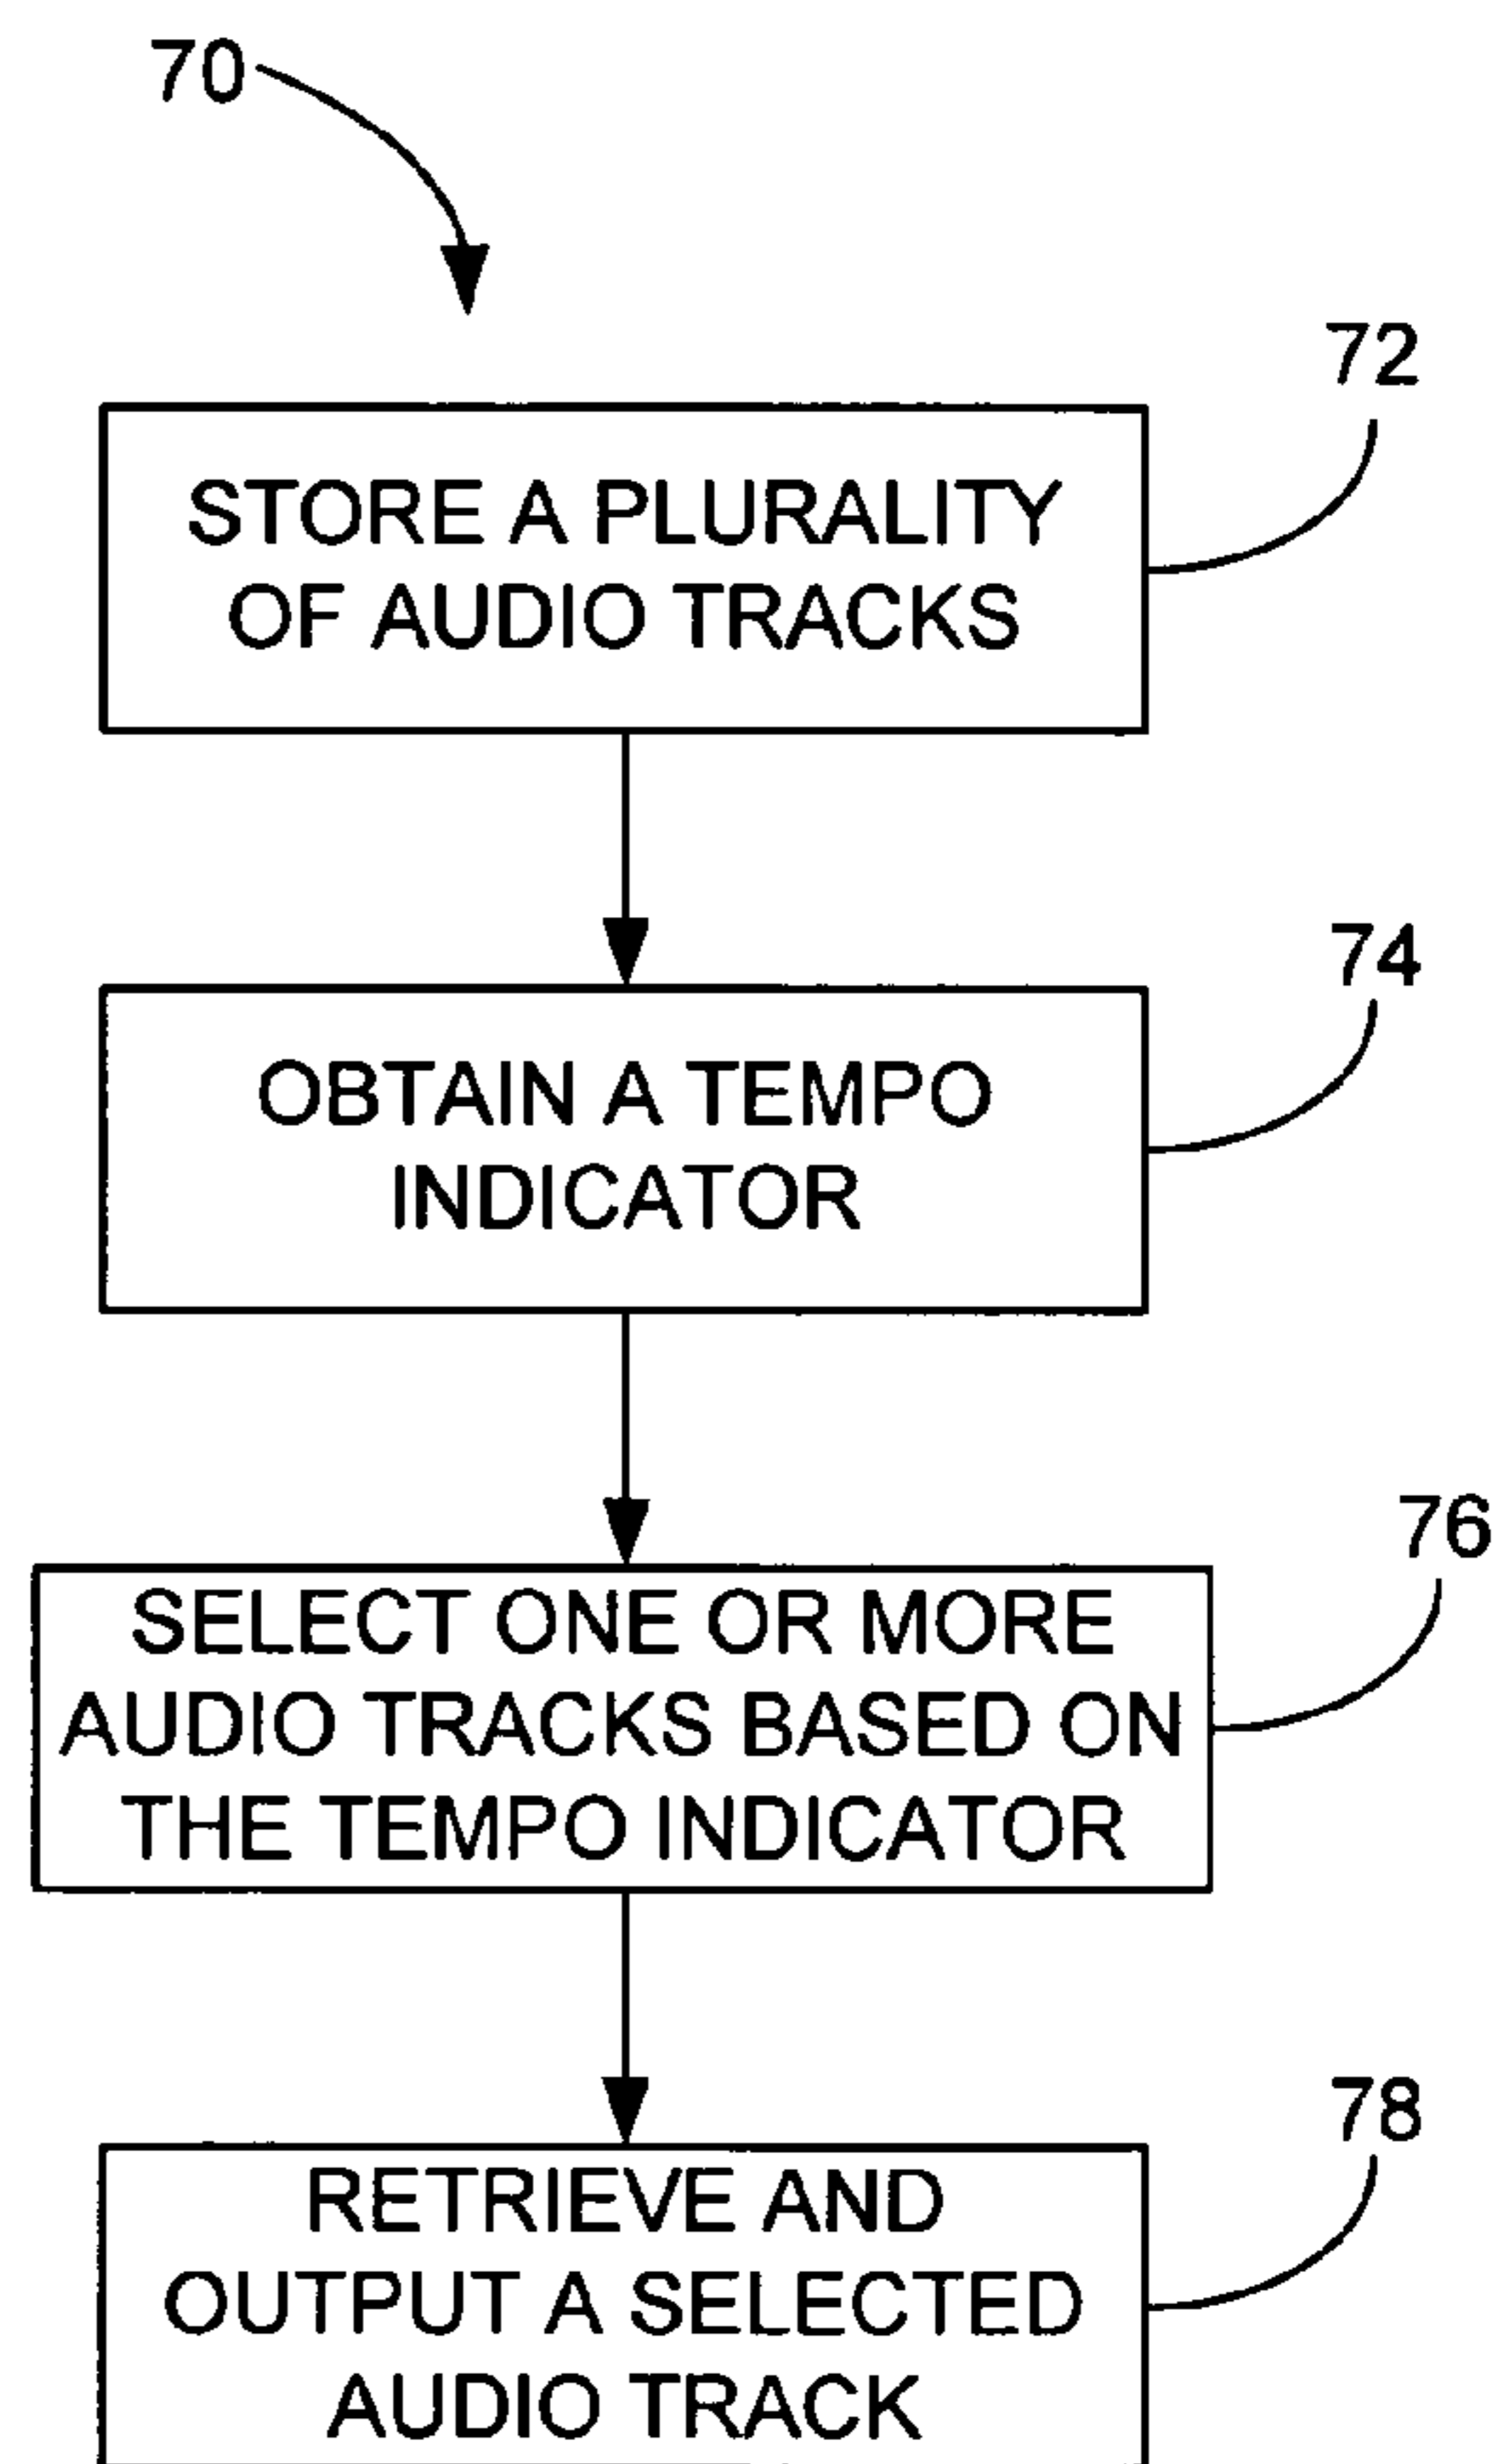 70
72
STORE A PLURALITY
OF AUDIO TRACKS
74
OBTAIN A TEMPO
INDICATOR
76
SELECT ONE OR MORE
AUDIO TRACKS BASED ON
THE TEMPO INDICATOR
78
RETRIEVE AND
OUTPUT A SELECTED
AUDIO TRACK